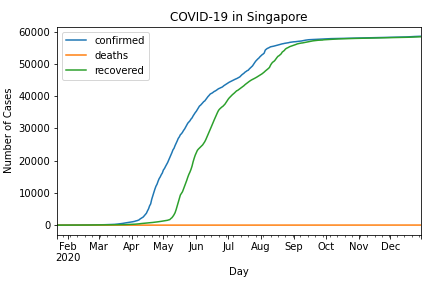 COVID-19 in Singapore
confirmed
deaths
recovered
60000
50000
40000
30000
20000
10000
0
Number of Cases
Feb Mar Apr May Jun Jul Aug Sep Oct Nov Dec
2020
Day